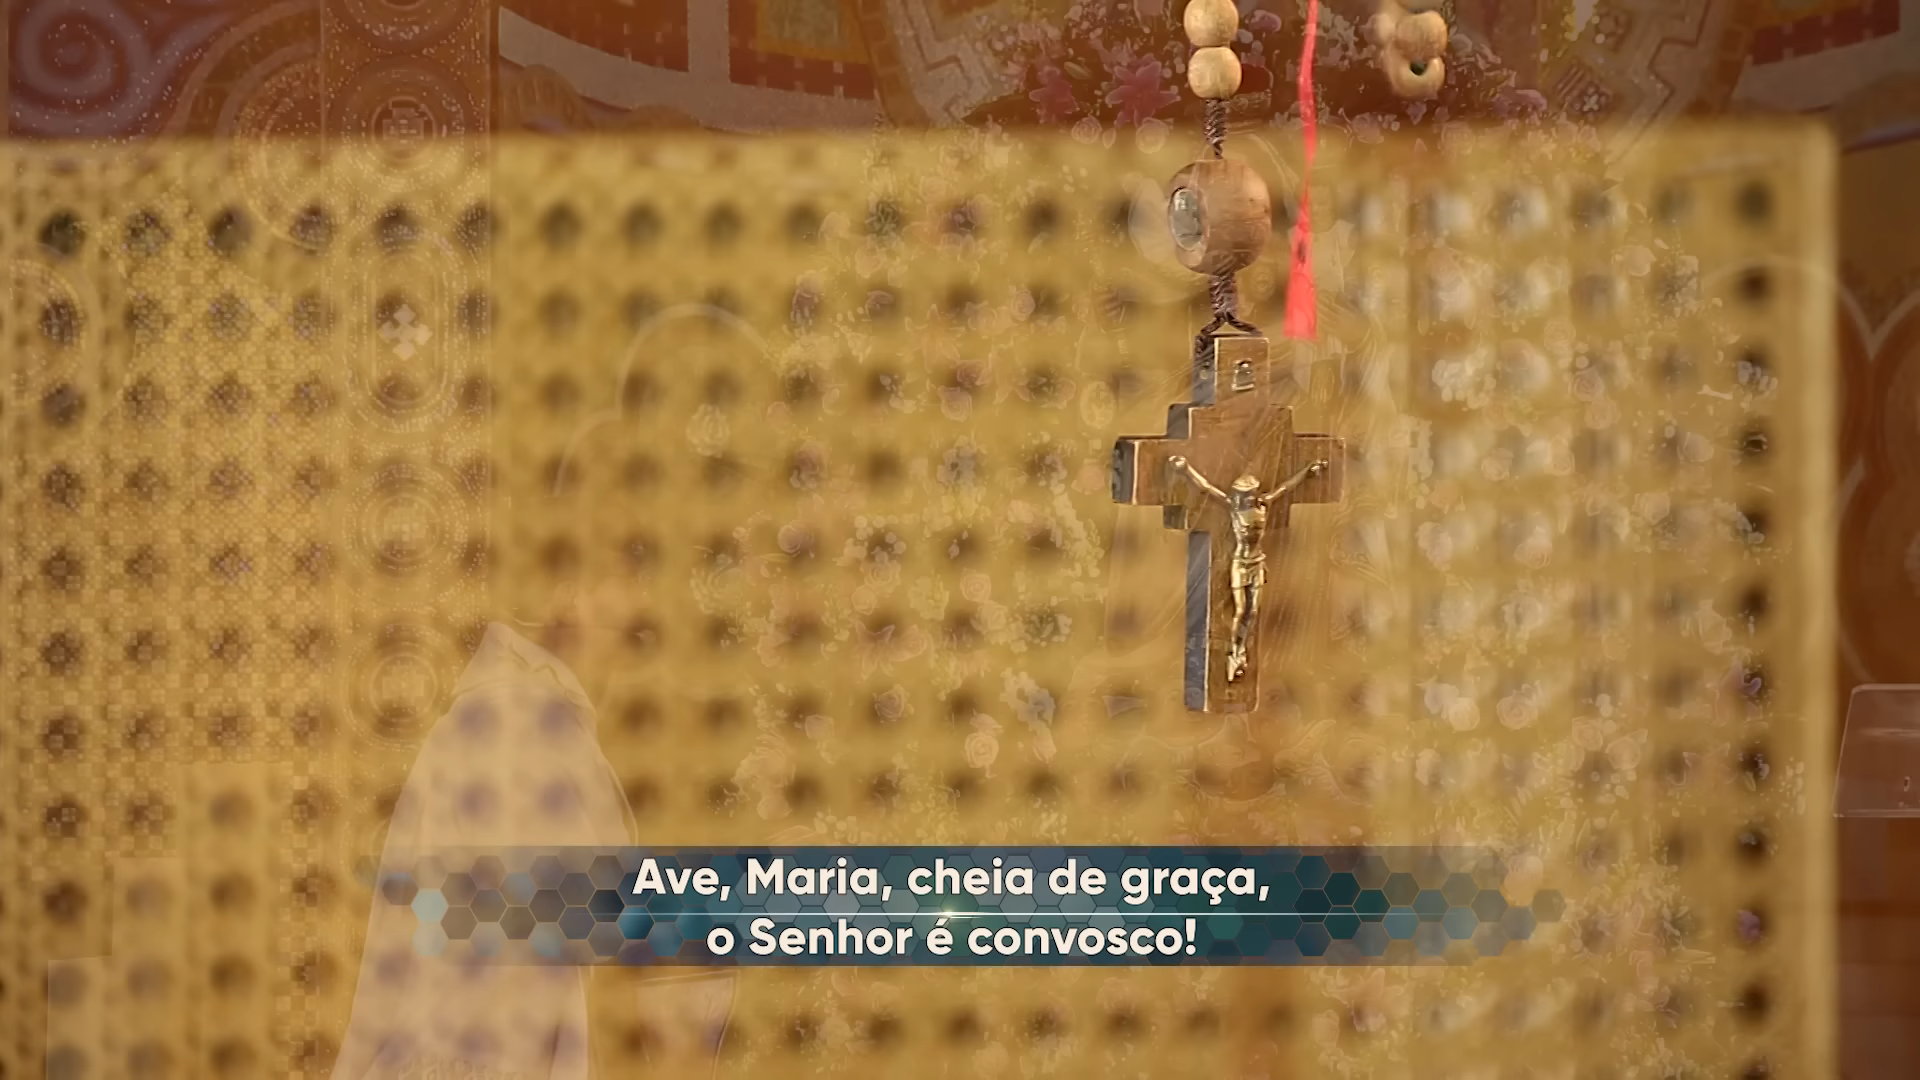 Ave, Maria, cheia de graça,
o Senhor é convosco!